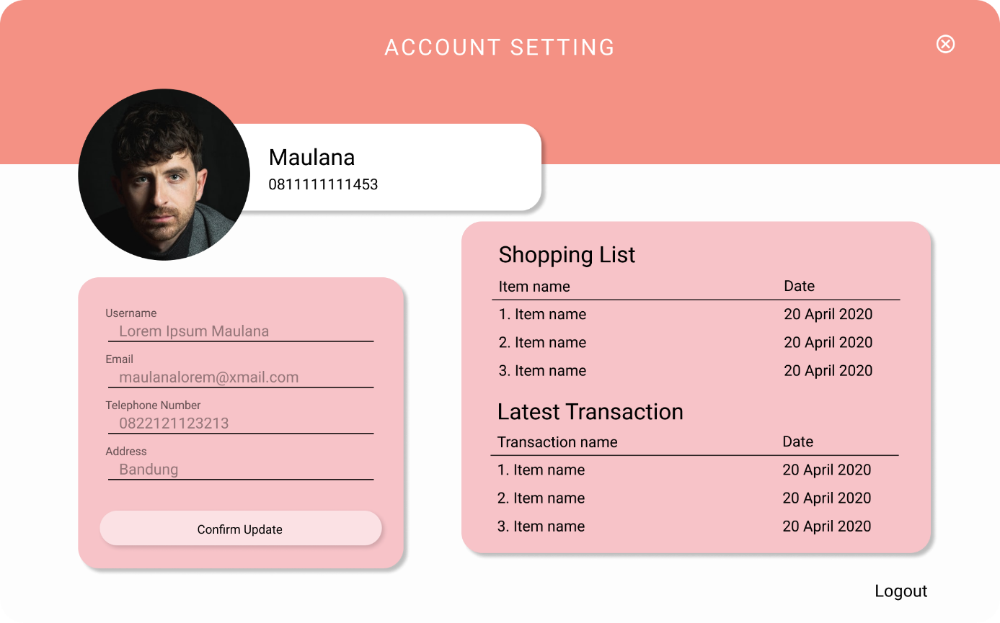 ACCOUNT SETTING
Maulana
0811111111453
Username
Lorem Ipsum Maulana
Email
maulanalorem@xmail.com
Telephone Number
0822121123213
Address
Bandung
Confirm Update
Shopping List
Item name Date
1. Item name 20 April 2020
2. Item name 20 April 2020
3. Item name 20 April 2020
Latest Transaction
Transaction name Date
1. Item name 20 April 2020
2. Item name 20 April 2020
3. Item name 20 April 2020
Logout